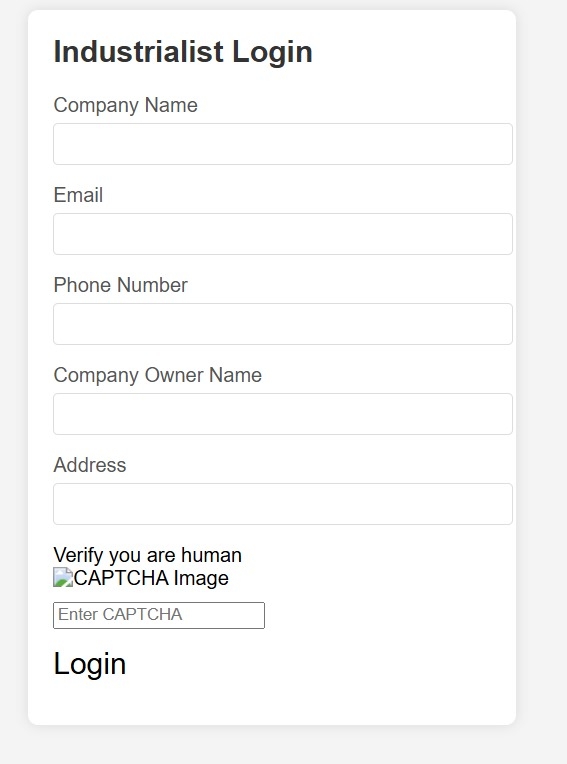 Industrialist Login
Company Name
Email
Phone Number
Company Owner Name
Address
Verify you are human
CAPTCHA Image
Enter CAPTCHA
Login